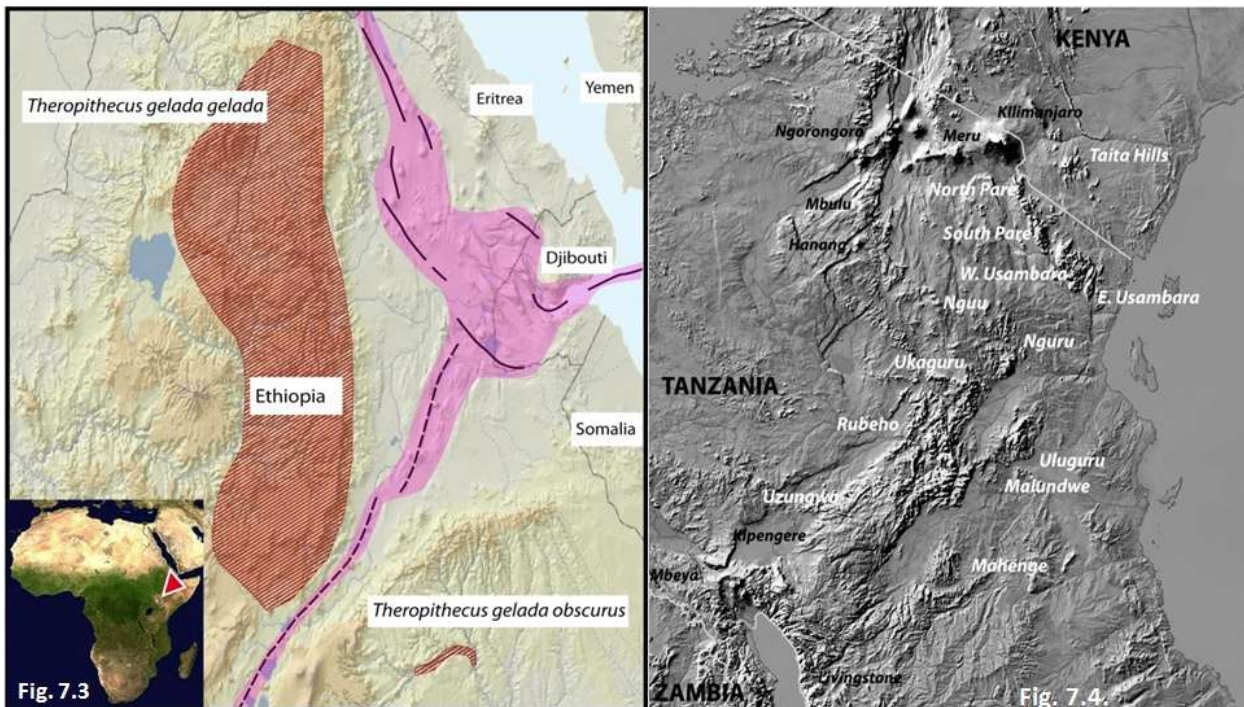 Theropithecus gelada gelada
Eritrea
Yemen
Djibouti
Ethiopia
Somalia
Theropithecus gelada obscurus
Fig. 7.3
KENYA
Ngorongoro
Meru
Kilimanjaro
Taita Hills
North Pare
Mbulu
South Pare
Hanang
W. Usambara
E. Usambara
Nguu
Nguru
Ukaguru
TANZANIA
Rubeho
Uluguru
Malundwe
Uzungwa
Kipengere
Mahenge
Mbeya
Livingstone
ZAMBIA
Fig. 7.4.